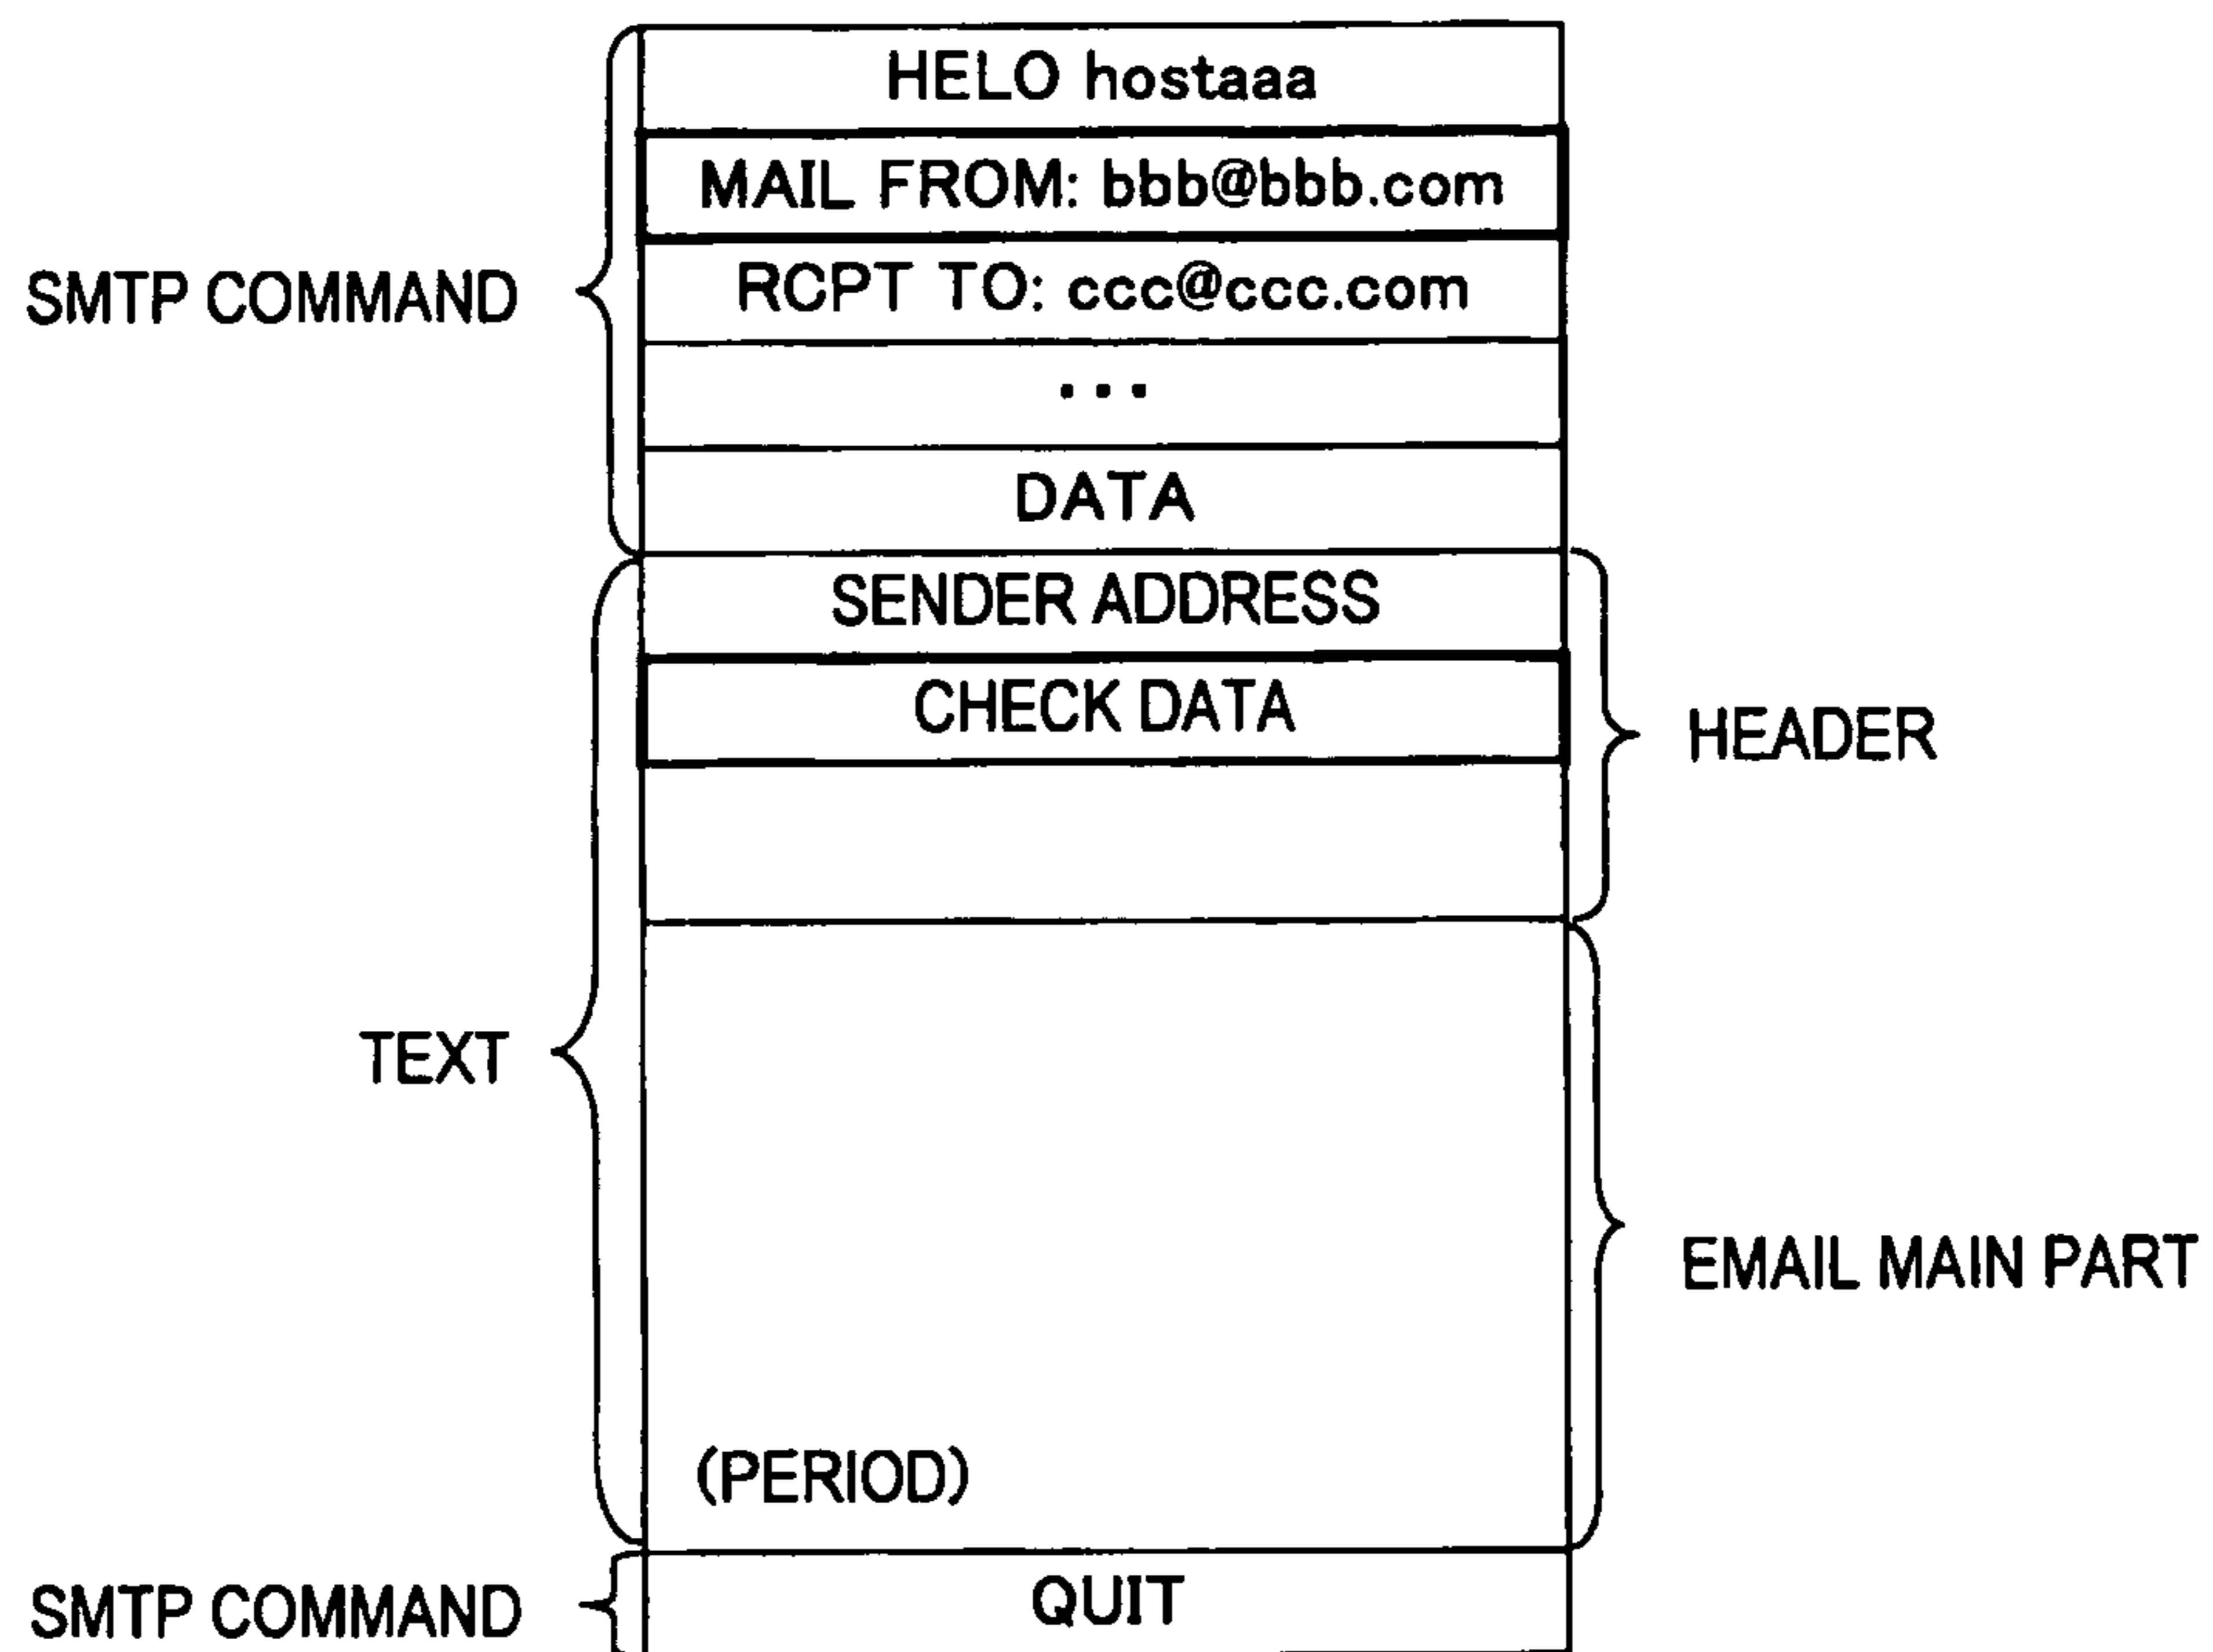 HELO hostaaa
MAIL FROM: bbb@bbb.com
SMTP COMMAND
RCPT TO: ccc@ccc.com
...
DATA
SENDER ADDRESS
CHECK DATA
HEADER
TEXT
EMAIL MAIN PART
(PERIOD)
SMTP COMMAND
QUIT